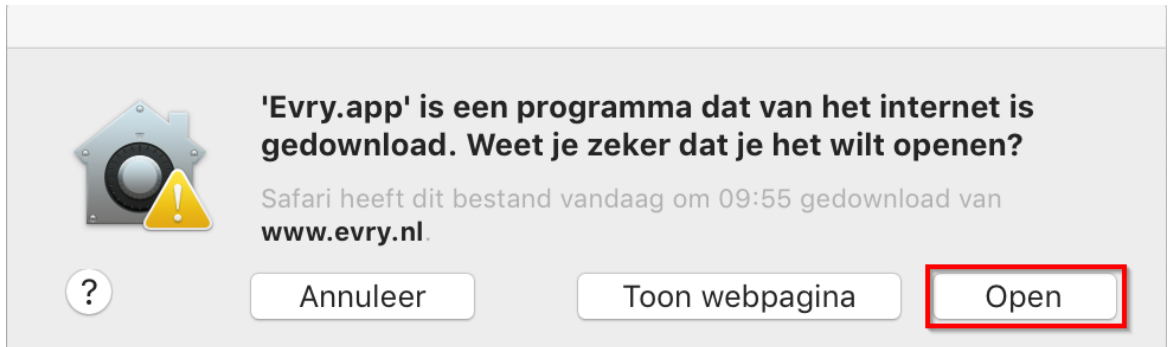 'Evry.app' is een programma dat van het internet is
gedownload. Weet je zeker dat je het wilt openen?
Safari heeft dit bestand vandaag om 09:55 gedownload van
www.evry.nl.
?
Annuleer
Toon webpagina
Open